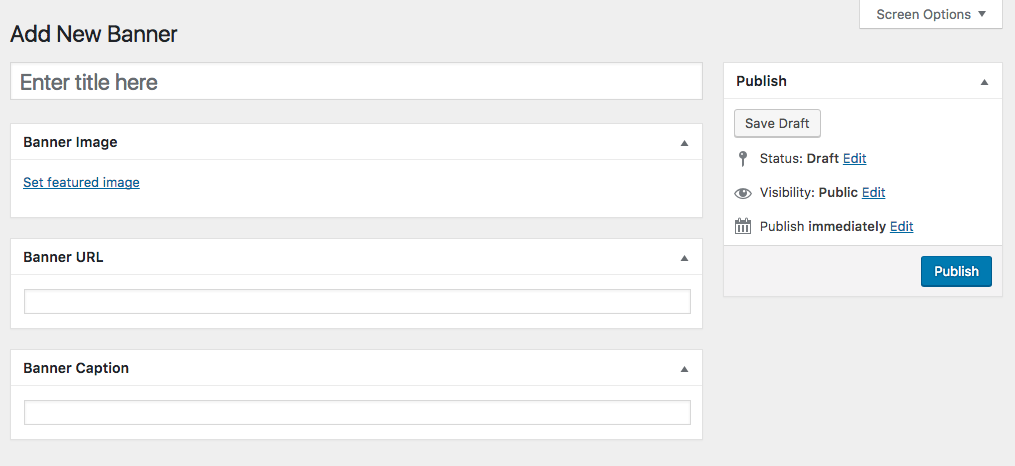 Screen Options
Add New Banner
Enter title here
Banner Image
Set featured image
Banner URL
Banner Caption
Publish
Save Draft
Status: Draft Edit
Visibility: Public Edit
Publish immediately Edit
Publish